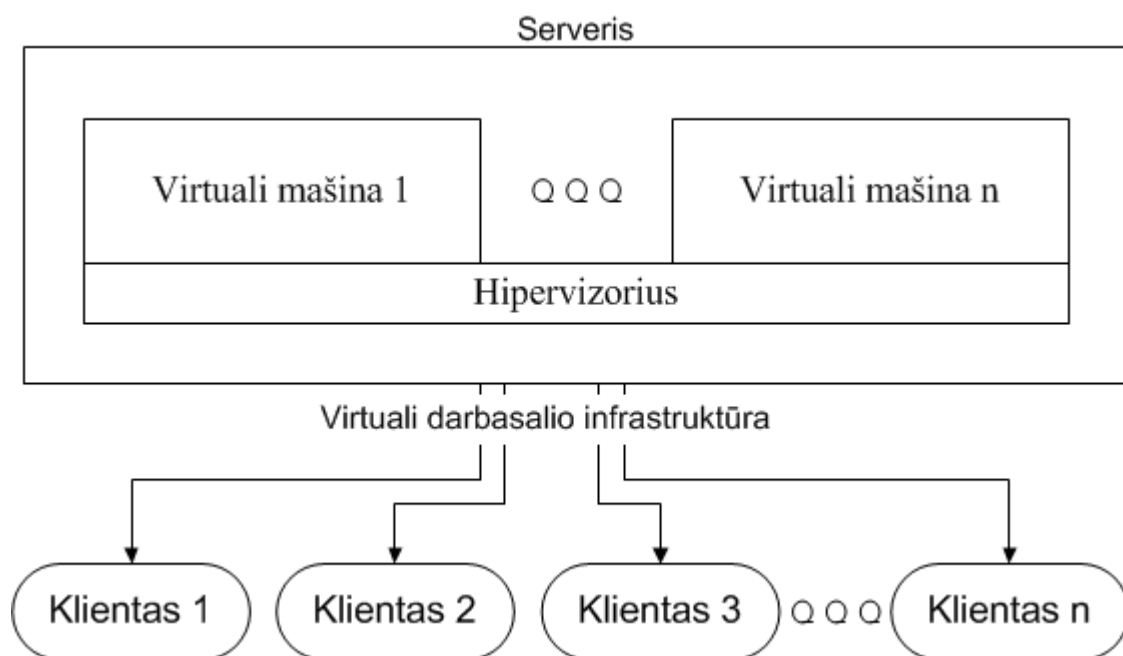 Serveris
Virtuali mašina 1
Virtuali mašina n
Hipervizorius
Virtuali darbasalio infrastruktūra
Klientas 1
Klientas 2
Klientas 3
Klientas n